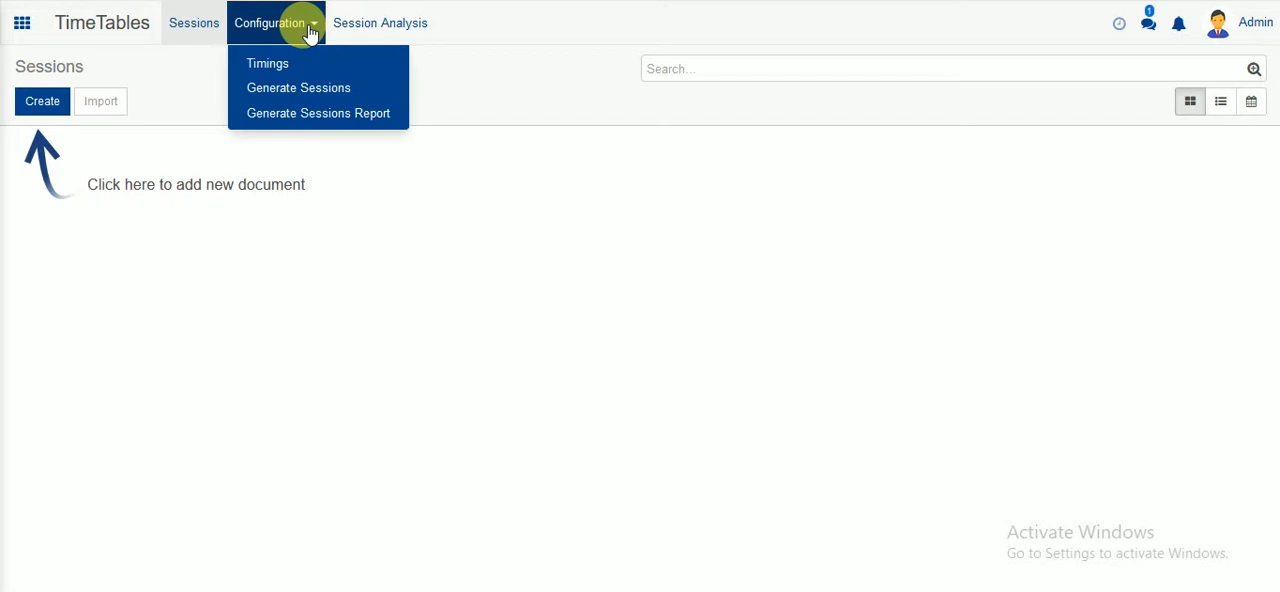 TimeTables Sessions Configuration Session Analysis 1 Admin
Sessions
Search...
Timings
Generate Sessions
Generate Sessions Report
Create Import
Click here to add new document
Activate Windows
Go to Settings to activate Windows.